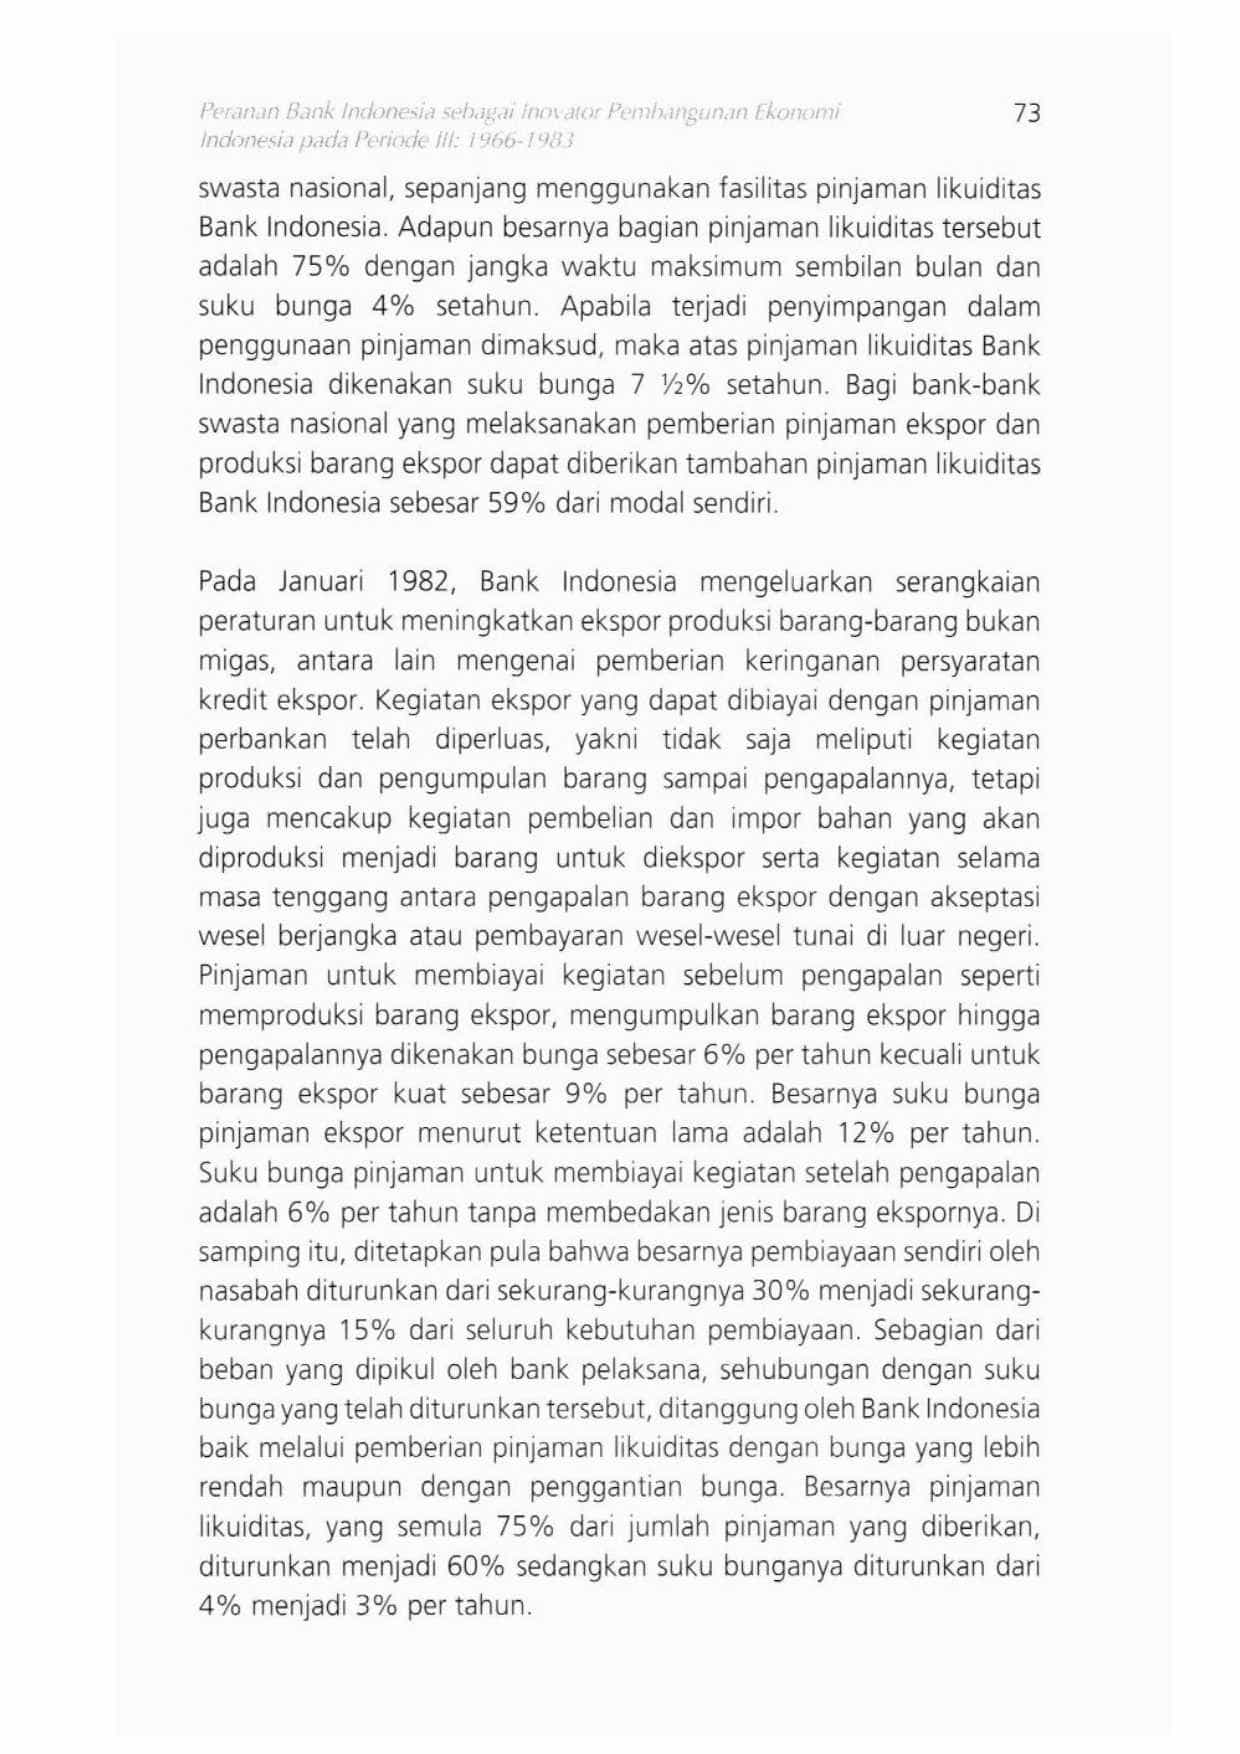 Peranan Bank Indonesia sebagai Inovator Pembangunan Ekonomi
Indonesia pada Periode III: 1966-1983
73
swasta nasional, sepanjang menggunakan fasilitas pinjaman likuiditas
Bank Indonesia. Adapun besarnya bagian pinjaman likuiditas tersebut
adalah 75% dengan jangka waktu maksimum sembilan bulan dan
suku bunga 4% setahun. Apabila terjadi penyimpangan dalam
penggunaan pinjaman dimaksud, maka atas pinjaman likuiditas Bank
Indonesia dikenakan suku bunga 7 ½% setahun. Bagi bank-bank
swasta nasional yang melaksanakan pemberian pinjaman ekspor dan
produksi barang ekspor dapat diberikan tambahan pinjaman likuiditas
Bank Indonesia sebesar 59% dari modal sendiri.
Pada Januari 1982, Bank Indonesia mengeluarkan serangkaian
peraturan untuk meningkatkan ekspor produksi barang-barang bukan
migas, antara lain mengenai pemberian keringanan persyaratan
kredit ekspor. Kegiatan ekspor yang dapat dibiayai dengan pinjaman
perbankan telah diperluas, yakni tidak saja meliputi kegiatan
produksi dan pengumpulan barang sampai pengapalannya, tetapi
juga mencakup kegiatan pembelian dan impor bahan yang akan
diproduksi menjadi barang untuk diekspor serta kegiatan selama
masa tenggang antara pengapalan barang ekspor dengan akseptasi
wesel berjangka atau pembayaran wesel-wesel tunai di luar negeri.
Pinjaman untuk membiayai kegiatan sebelum pengapalan seperti
memproduksi barang ekspor, mengumpulkan barang ekspor hingga
pengapalannya dikenakan bunga sebesar 6% per tahun kecuali untuk
barang ekspor kuat sebesar 9% per tahun. Besarnya suku bunga
pinjaman ekspor menurut ketentuan lama adalah 12% per tahun.
Suku bunga pinjaman untuk membiayai kegiatan setelah pengapalan
adalah 6% per tahun tanpa membedakan jenis barang ekspornya. Di
samping itu, ditetapkan pula bahwa besarnya pembiayaan sendiri oleh
nasabah diturunkan dari sekurang-kurangnya 30% menjadi sekurang-
kurangnya 15% dari seluruh kebutuhan pembiayaan. Sebagian dari
beban yang dipikul oleh bank pelaksana, sehubungan dengan suku
bunga yang telah diturunkan tersebut, ditanggung oleh Bank Indonesia
baik melalui pemberian pinjaman likuiditas dengan bunga yang lebih
rendah maupun dengan penggantian bunga. Besarnya pinjaman
likuiditas, yang semula 75% dari jumlah pinjaman yang diberikan,
diturunkan menjadi 60% sedangkan suku bunganya diturunkan dari
4% menjadi 3% per tahun.